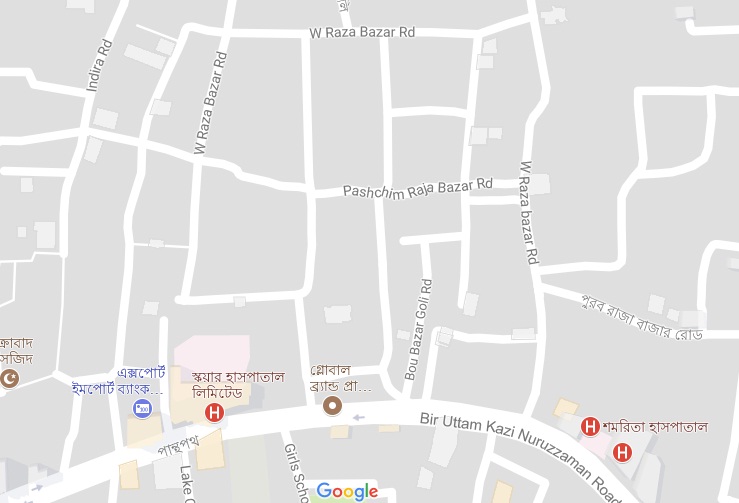 W Raza Bazar Rd
Indira Rd
W Raza Bazar Rd
Pashchim Raja Bazar Rd
W Raza bazar Rd
Bou Bazar Goli Rd
পুরব রাজা বাজার রোড
এক্সপোর্ট
ইমপোর্ট ব্যাংক...
স্কয়ার হাসপাতাল
লিমিটেড
H
গ্লোবাল
ব্র্যান্ড প্রা...
Bir Uttam Kazi Nuruzzaman Road
H শমরিতা হাসপাতাল
H
পান্থপথ
Girls Scho
Lake
Google